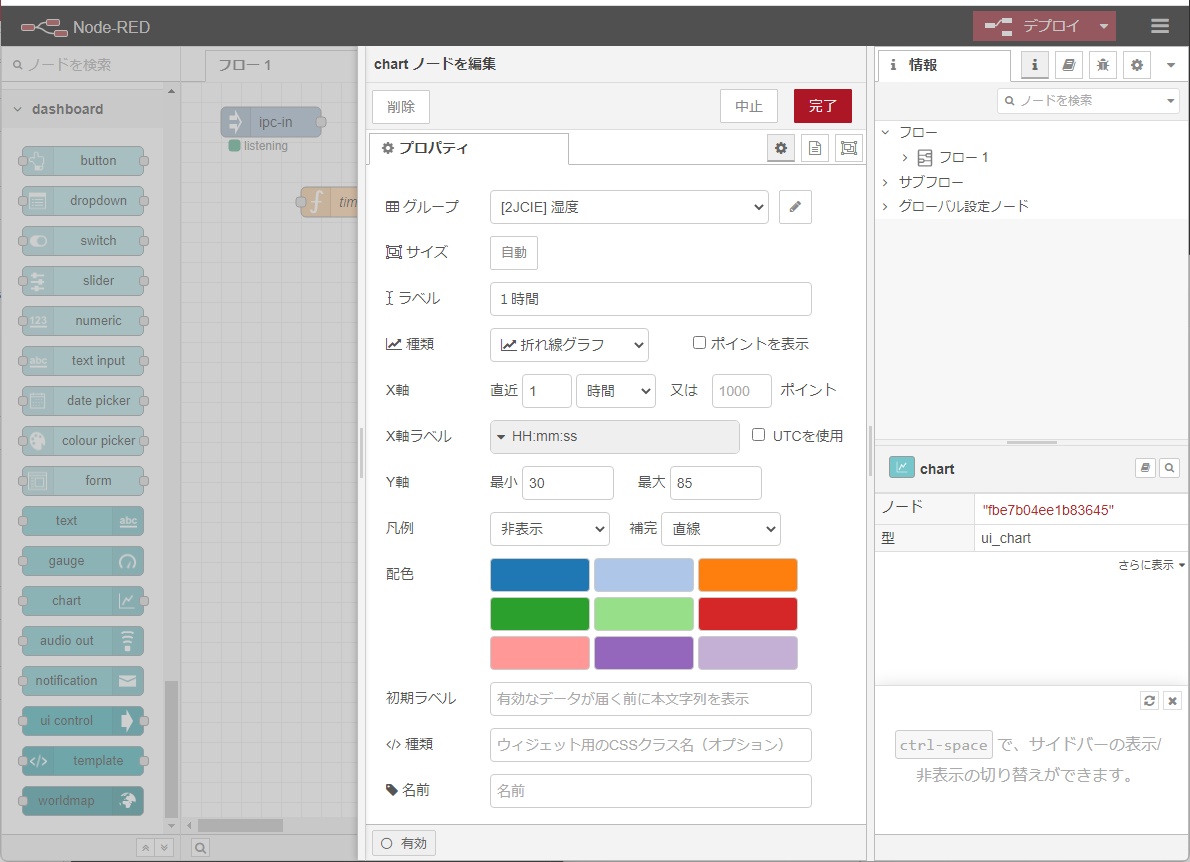 Node-RED
デプロイ
ノードを検索
フロー 1
dashboard
button
dropdown
switch
slider
123 numeric
abc text input
date picker
colour picker
form
text abc
gauge
chart
audio out
notification
ui control
template
worldmap
ipc-in
listening
tim
chart ノードを編集
削除
中止
完了
プロパティ
グループ
[2JCIE] 湿度
サイズ
自動
ラベル
1 時間
種類
折れ線グラフ
ポイントを表示
X軸
直近 1 時間 又は 1000 ポイント
X軸ラベル
HH:mm:ss
UTCを使用
Y軸
最小 30 最大 85
凡例
非表示
補完 直線
配色
初期ラベル
有効なデータが届く前に本文字列を表示
</> 種類
ウィジェット用のCSSクラス名（オプション）
名前
名前
有効
情報
ノードを検索
フロー
フロー 1
サブフロー
グローバル設定ノード
chart
ノード "fbe7b04ee1b83645"
型 ui_chart
さらに表示
ctrl-space で、サイドバーの表示/
非表示の切り替えができます。